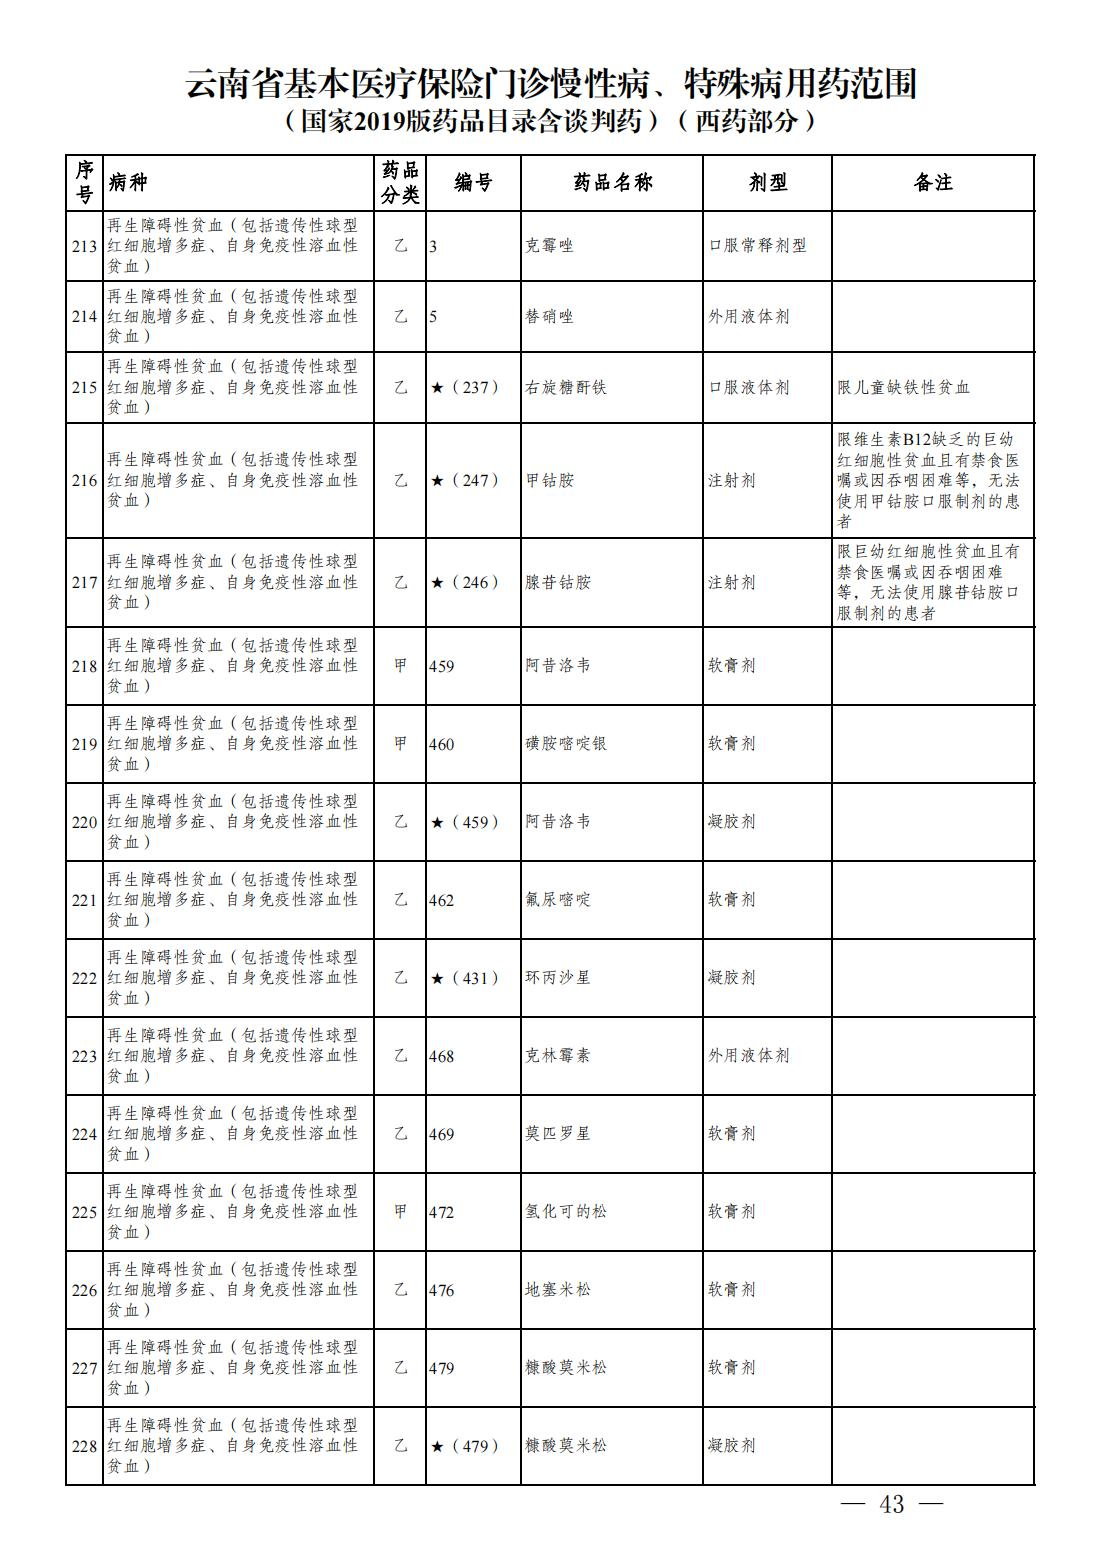 云南省基本医疗保险门诊慢性病、特殊病用药范围
（国家2019版药品目录含谈判药）（西药部分）
序号 病种 药品分类 编号 药品名称 剂型 备注
213 再生障碍性贫血（包括遗传性球型红细胞增多症、自身免疫性溶血性贫血） 乙 3 克霉唑 口服常释剂型
214 再生障碍性贫血（包括遗传性球型红细胞增多症、自身免疫性溶血性贫血） 乙 5 替硝唑 外用液体剂
215 再生障碍性贫血（包括遗传性球型红细胞增多症、自身免疫性溶血性贫血） 乙 ★（237） 右旋糖酐铁 口服液体剂 限儿童缺铁性贫血
216 再生障碍性贫血（包括遗传性球型红细胞增多症、自身免疫性溶血性贫血） 乙 ★（247） 甲钴胺 注射剂 限维生素B12缺乏的巨幼红细胞性贫血且有禁食医嘱或因吞咽困难等，无法使用甲钴胺口服制剂的患者
217 再生障碍性贫血（包括遗传性球型红细胞增多症、自身免疫性溶血性贫血） 乙 ★（246） 腺苷钴胺 注射剂 限巨幼红细胞性贫血且有禁食医嘱或因吞咽困难等，无法使用腺苷钴胺口服制剂的患者
218 再生障碍性贫血（包括遗传性球型红细胞增多症、自身免疫性溶血性贫血） 甲 459 阿昔洛韦 软膏剂
219 再生障碍性贫血（包括遗传性球型红细胞增多症、自身免疫性溶血性贫血） 甲 460 磺胺嘧啶银 软膏剂
220 再生障碍性贫血（包括遗传性球型红细胞增多症、自身免疫性溶血性贫血） 乙 ★（459） 阿昔洛韦 凝胶剂
221 再生障碍性贫血（包括遗传性球型红细胞增多症、自身免疫性溶血性贫血） 乙 462 氟尿嘧啶 软膏剂
222 再生障碍性贫血（包括遗传性球型红细胞增多症、自身免疫性溶血性贫血） 乙 ★（431） 环丙沙星 凝胶剂
223 再生障碍性贫血（包括遗传性球型红细胞增多症、自身免疫性溶血性贫血） 乙 468 克林霉素 外用液体剂
224 再生障碍性贫血（包括遗传性球型红细胞增多症、自身免疫性溶血性贫血） 乙 469 莫匹罗星 软膏剂
225 再生障碍性贫血（包括遗传性球型红细胞增多症、自身免疫性溶血性贫血） 甲 472 氢化可的松 软膏剂
226 再生障碍性贫血（包括遗传性球型红细胞增多症、自身免疫性溶血性贫血） 乙 476 地塞米松 软膏剂
227 再生障碍性贫血（包括遗传性球型红细胞增多症、自身免疫性溶血性贫血） 乙 479 糠酸莫米松 软膏剂
228 再生障碍性贫血（包括遗传性球型红细胞增多症、自身免疫性溶血性贫血） 乙 ★（479） 糠酸莫米松 凝胶剂
— 43 —